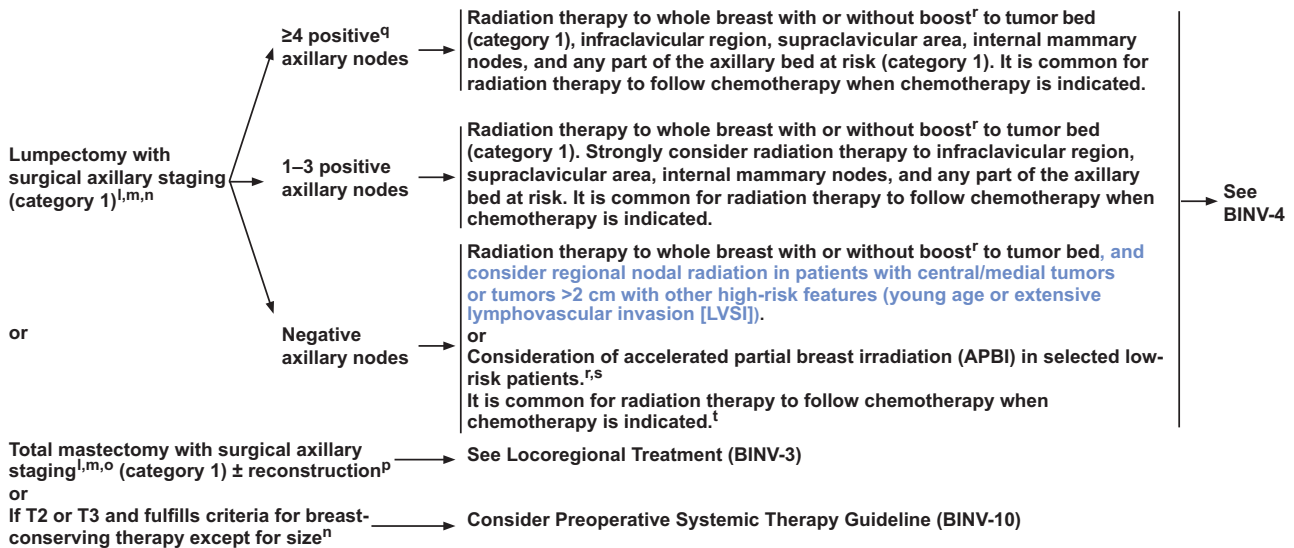 ≥4 positiveq
axillary nodes
Radiation therapy to whole breast with or without boostr to tumor bed
(category 1), infraclavicular region, supraclavicular area, internal mammary
nodes, and any part of the axillary bed at risk (category 1). It is common for
radiation therapy to follow chemotherapy when chemotherapy is indicated.
Lumpectomy with
surgical axillary staging
(category 1)l,m,n
1–3 positive
axillary nodes
Radiation therapy to whole breast with or without boostr to tumor bed
(category 1). Strongly consider radiation therapy to infraclavicular region,
supraclavicular area, internal mammary nodes, and any part of the axillary
bed at risk. It is common for radiation therapy to follow chemotherapy when
chemotherapy is indicated.
See
BINV-4
or
Negative
axillary nodes
Radiation therapy to whole breast with or without boostr to tumor bed, and
consider regional nodal radiation in patients with central/medial tumors
or tumors >2 cm with other high-risk features (young age or extensive
lymphovascular invasion [LVSI]).
or
Consideration of accelerated partial breast irradiation (APBI) in selected low-
risk patients.r,s
It is common for radiation therapy to follow chemotherapy when
chemotherapy is indicated.t
Total mastectomy with surgical axillary
stagingl,m,o (category 1) ± reconstructionp
See Locoregional Treatment (BINV-3)
or
If T2 or T3 and fulfills criteria for breast-
conserving therapy except for sizen
Consider Preoperative Systemic Therapy Guideline (BINV-10)